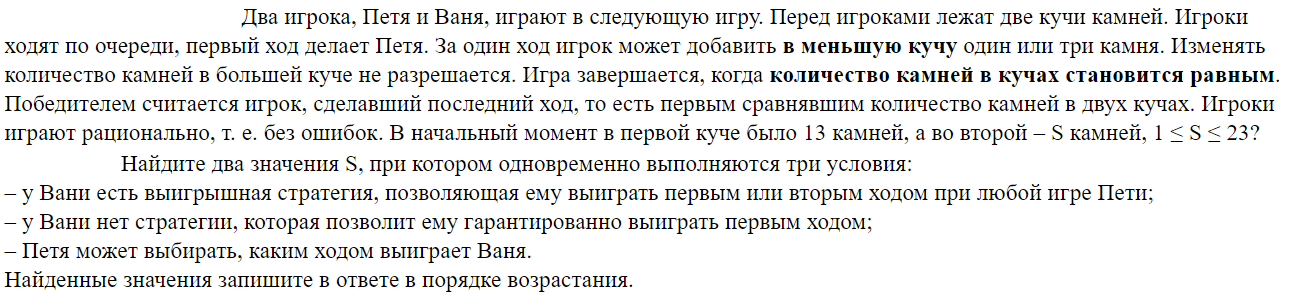 Два игрока, Петя и Ваня, играют в следующую игру. Перед игроками лежат две кучи камней. Игроки
ходят по очереди, первый ход делает Петя. За один ход игрок может добавить в меньшую кучу один или три камня. Изменять
количество камней в большей куче не разрешается. Игра завершается, когда количество камней в кучах становится равным.
Победителем считается игрок, сделавший последний ход, то есть первым сравнявшим количество камней в двух кучах. Игроки
играют рационально, т. е. без ошибок. В начальный момент в первой куче было 13 камней, а во второй – S камней, 1 ≤ S ≤ 23?
Найдите два значения S, при котором одновременно выполняются три условия:
– у Вани есть выигрышная стратегия, позволяющая ему выиграть первым или вторым ходом при любой игре Пети;
– у Вани нет стратегии, которая позволит ему гарантированно выиграть первым ходом;
– Петя может выбирать, каким ходом выиграет Ваня.
Найденные значения запишите в ответе в порядке возрастания.